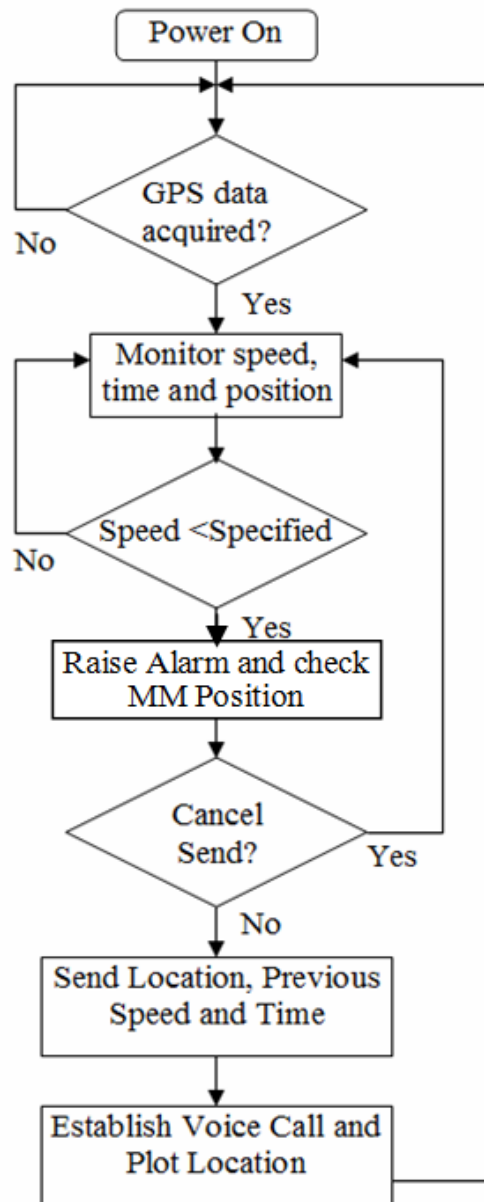 Power On
GPS data
acquired?
No
Yes
Monitor speed,
time and position
Speed <Specified
No
Yes
Raise Alarm and check
MM Position
Cancel
Send?
Yes
No
Send Location, Previous
Speed and Time
Establish Voice Call and
Plot Location